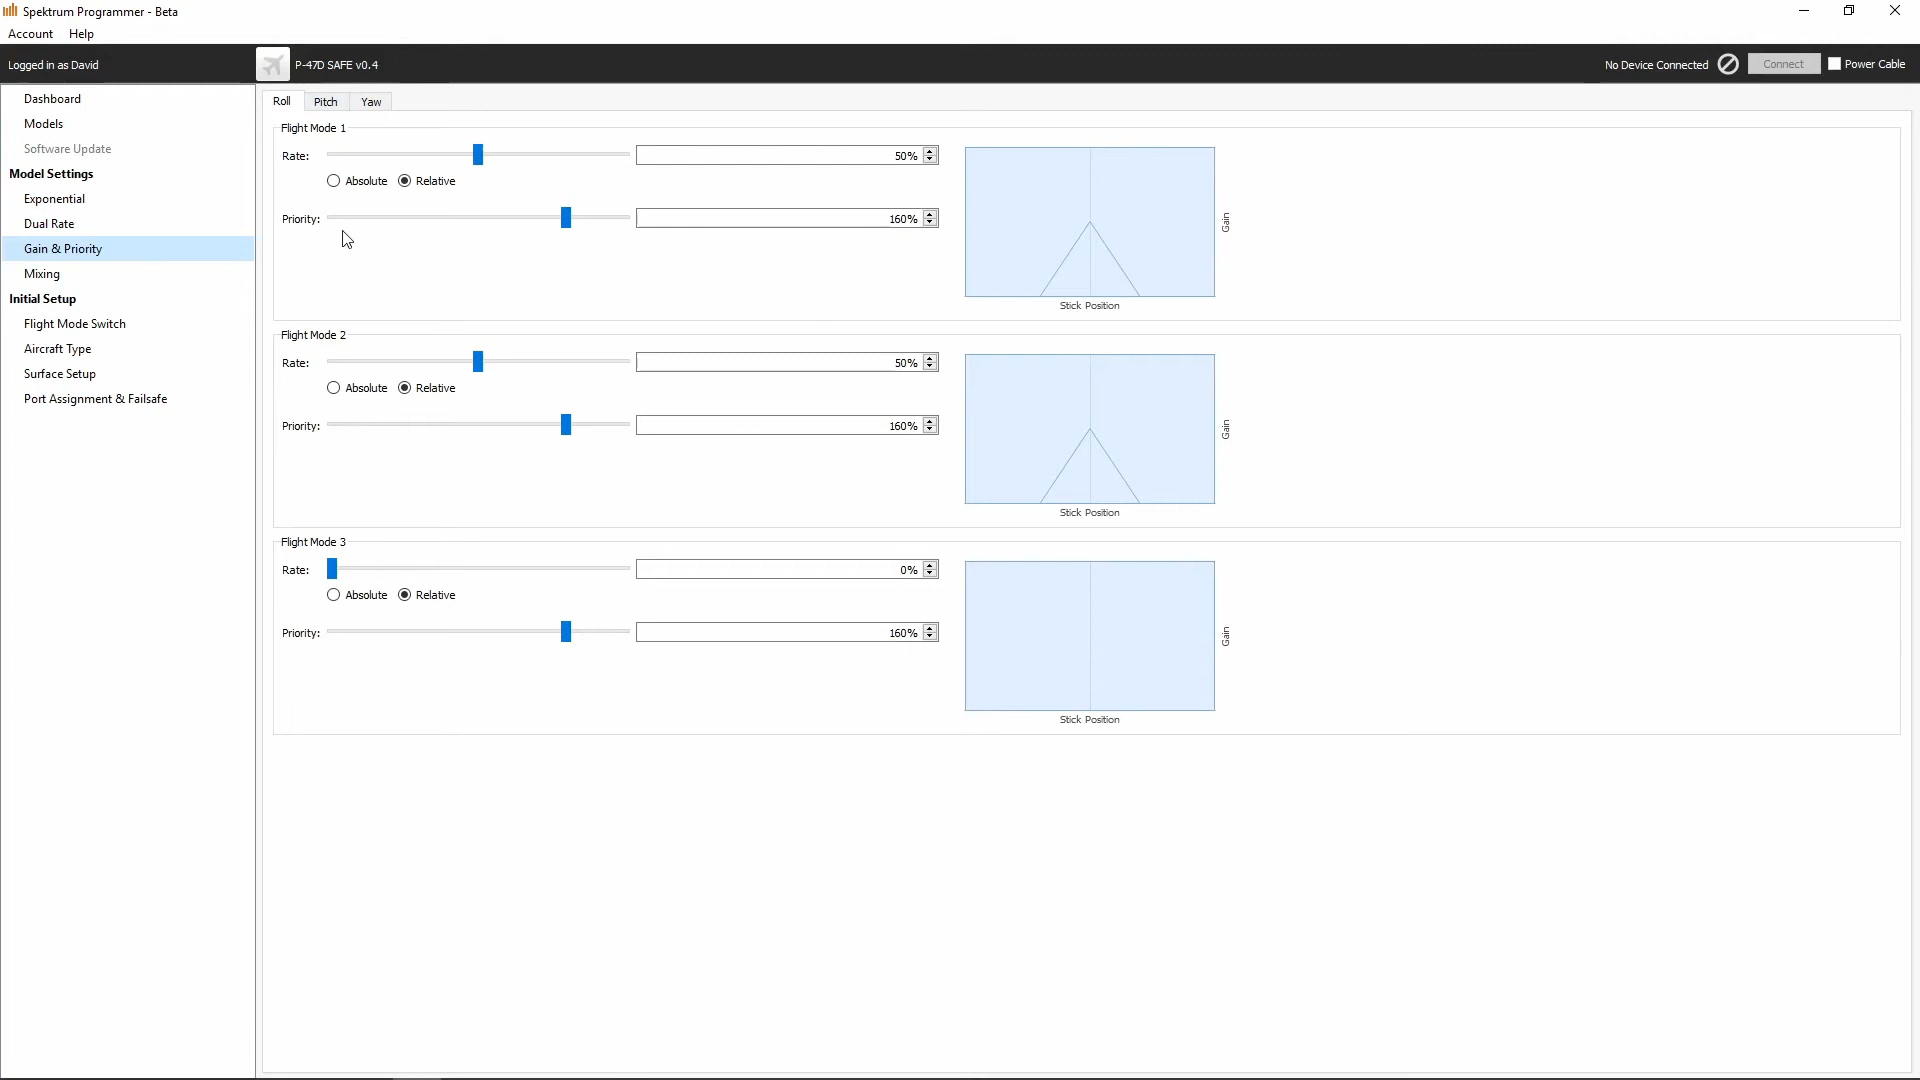 Spektrum Programmer - Beta
Account Help
Logged in as David
P-47D SAFE v0.4
No Device Connected
Connect
Power Cable
Dashboard
Models
Software Update
Model Settings
Exponential
Dual Rate
Gain & Priority
Mixing
Initial Setup
Flight Mode Switch
Aircraft Type
Surface Setup
Port Assignment & Failsafe
Roll Pitch Yaw
Flight Mode 1
Rate: 50%
Absolute Relative
Priority: 160%
Gain
Stick Position
Flight Mode 2
Rate: 50%
Absolute Relative
Priority: 160%
Gain
Stick Position
Flight Mode 3
Rate: 0%
Absolute Relative
Priority: 160%
Gain
Stick Position